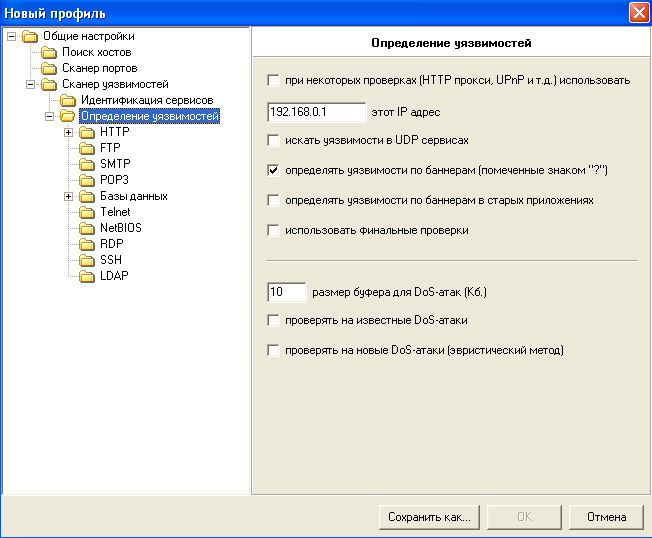 Новый профиль
Общие настройки
Поиск хостов
Сканер портов
Сканер уязвимостей
Идентификация сервисов
Определение уязвимостей
HTTP
FTP
SMTP
POP3
Базы данных
Telnet
NetBIOS
RDP
SSH
LDAP
Определение уязвимостей
при некоторых проверках (HTTP прокси, UPnP и т.д.) использовать
192.168.0.1 этот IP адрес
искать уязвимости в UDP сервисах
определять уязвимости по баннерам (помеченные знаком "?")
определять уязвимости по баннерам в старых приложениях
использовать финальные проверки
10 размер буфера для DoS-атак (Кб.)
проверять на известные DoS-атаки
проверять на новые DoS-атаки (эвристический метод)
Сохранить как... OK Отмена